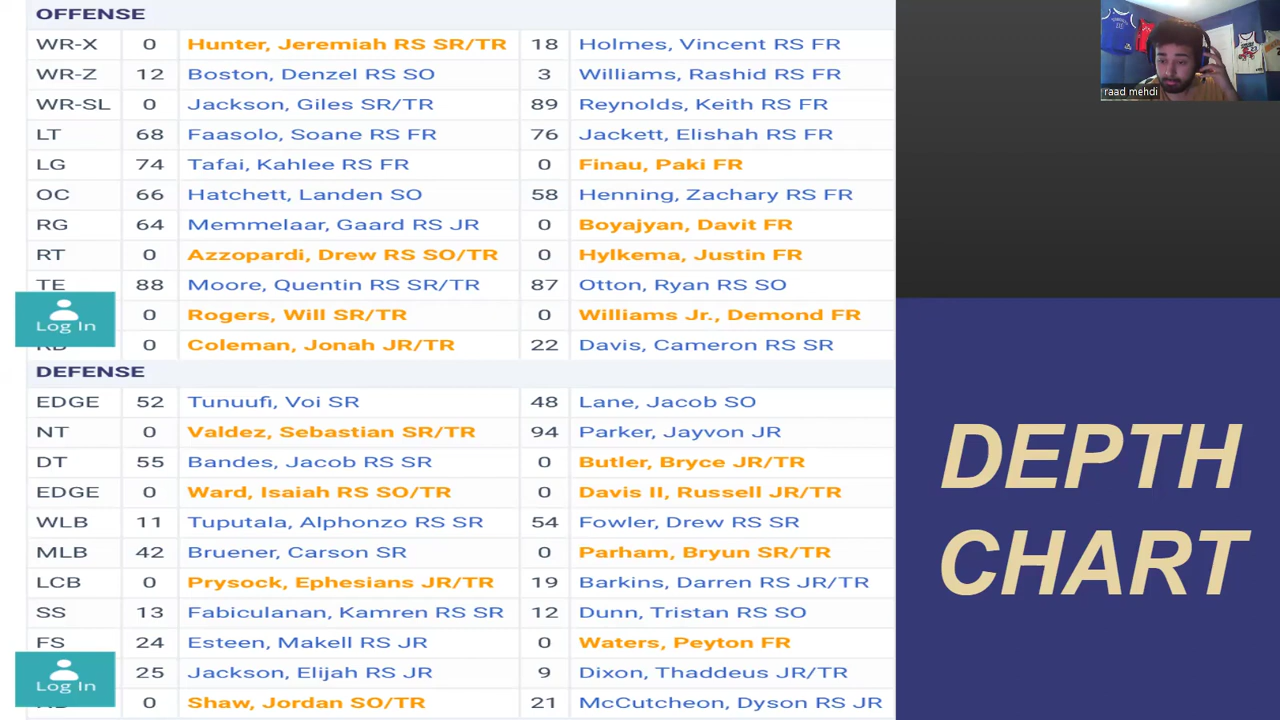 OFFENSE
WR-X 0 Hunter, Jeremiah RS SR/TR 18 Holmes, Vincent RS FR
WR-Z 12 Boston, Denzel RS SO 3 Williams, Rashid RS FR
WR-SL 0 Jackson, Giles SR/TR 89 Reynolds, Keith RS FR
LT 68 Faasolo, Soane RS FR 76 Jackett, Elishah RS FR
LG 74 Tafai, Kahlee RS FR 0 Finau, Paki FR
OC 66 Hatchett, Landen SO 58 Henning, Zachary RS FR
RG 64 Memmelaar, Gaard RS JR 0 Boyajyan, Davit FR
RT 0 Azzopardi, Drew RS SO/TR 0 Hylkema, Justin FR
TE 88 Moore, Quentin RS SR/TR 87 Otton, Ryan RS SO
0 Rogers, Will SR/TR 0 Williams Jr., Demond FR
Log In
RB 0 Coleman, Jonah JR/TR 22 Davis, Cameron RS SR
DEFENSE
EDGE 52 Tunuufi, Voi SR 48 Lane, Jacob SO
NT 0 Valdez, Sebastian SR/TR 94 Parker, Jayvon JR
DT 55 Bandes, Jacob RS SR 0 Butler, Bryce JR/TR
EDGE 0 Ward, Isaiah RS SO/TR 0 Davis II, Russell JR/TR
WLB 11 Tuputala, Alphonzo RS SR 54 Fowler, Drew RS SR
MLB 42 Bruener, Carson SR 0 Parham, Bryun SR/TR
LCB 0 Prysock, Ephesians JR/TR 19 Barkins, Darren RS JR/TR
SS 13 Fabiculanan, Kamren RS SR 12 Dunn, Tristan RS SO
FS 24 Esteen, Makell RS JR 0 Waters, Peyton FR
25 Jackson, Elijah RS JR 9 Dixon, Thaddeus JR/TR
Log In
0 Shaw, Jordan SO/TR 21 McCutcheon, Dyson RS JR
raad mehdi
DEPTH
CHART